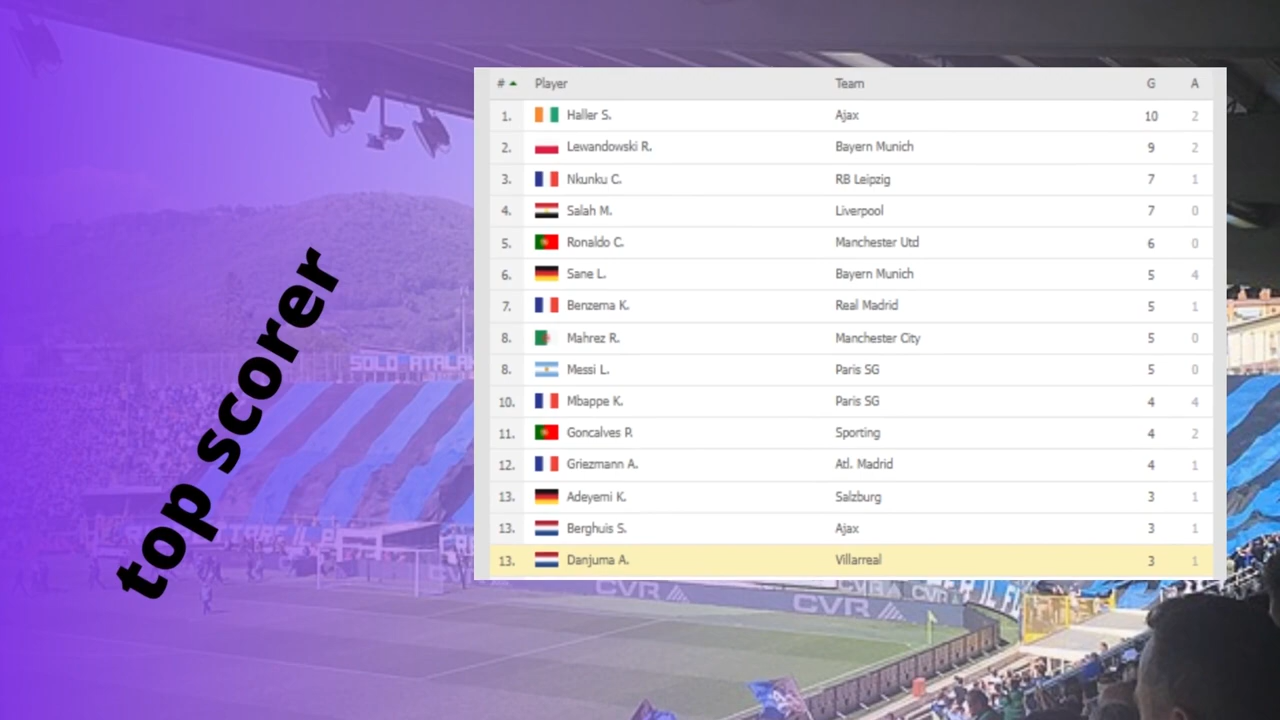 top scorer
# Player Team G A
1. Haller S. Ajax 10 2
2. Lewandowski R. Bayern Munich 9 2
3. Nkunku C. RB Leipzig 7 1
4. Salah M. Liverpool 7 0
5. Ronaldo C. Manchester Utd 6 0
6. Sane L. Bayern Munich 5 4
7. Benzema K. Real Madrid 5 1
8. Mahrez R. Manchester City 5 0
8. Messi L. Paris SG 5 0
10. Mbappe K. Paris SG 4 4
11. Goncalves P. Sporting 4 2
12. Griezmann A. Atl. Madrid 4 1
13. Adeyemi K. Salzburg 3 1
13. Berghuis S. Ajax 3 1
13. Danjuma A. Villarreal 3 1
SOLO
CVR CVR CVR